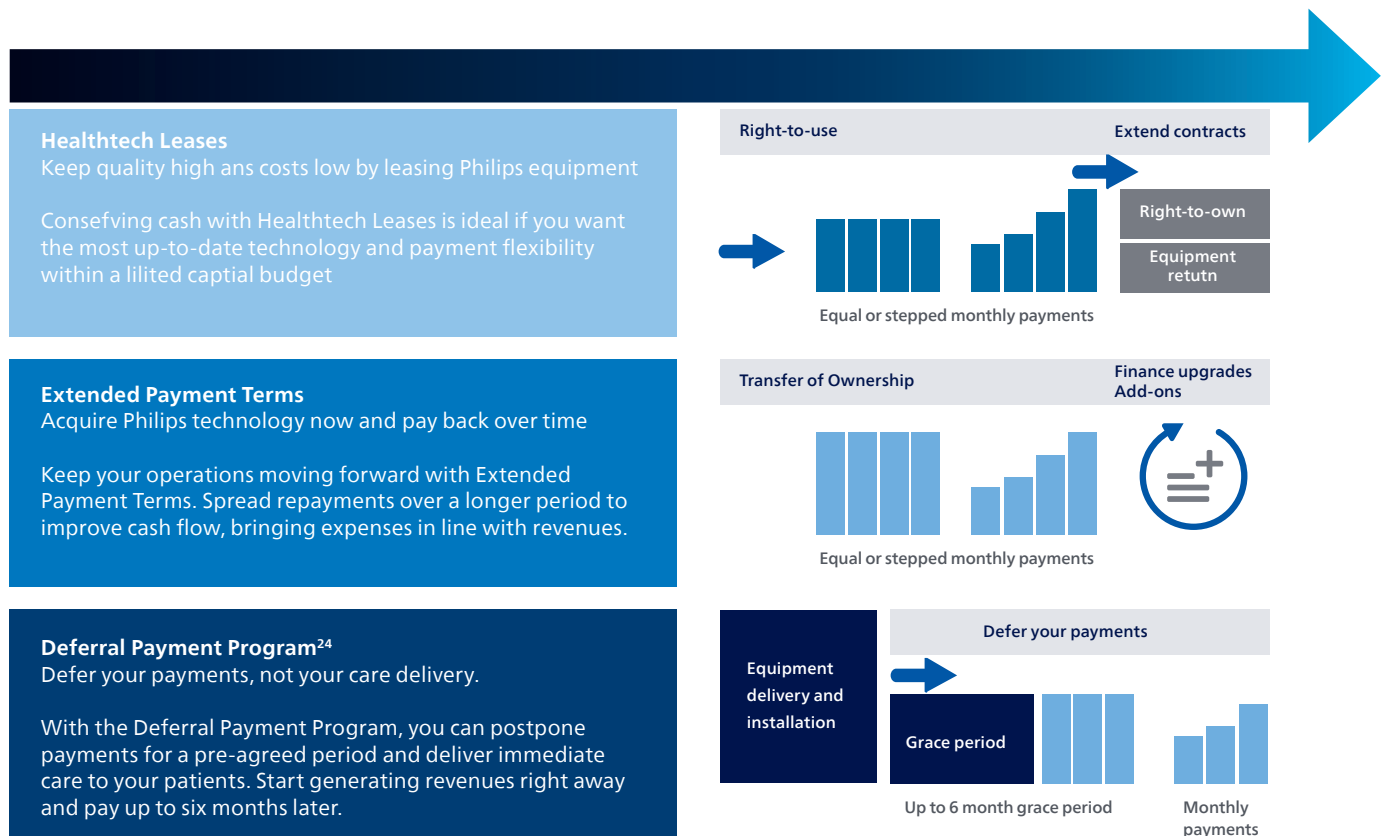 Healthtech Leases
Keep quality high ans costs low by leasing Philips equipment
Consefving cash with Healthtech Leases is ideal if you want
the most up-to-date technology and payment flexibility
within a lilited captial budget
Right-to-use
Extend contracts
Right-to-own
Equipment
retutn
Equal or stepped monthly payments
Extended Payment Terms
Acquire Philips technology now and pay back over time
Keep your operations moving forward with Extended
Payment Terms. Spread repayments over a longer period to
improve cash flow, bringing expenses in line with revenues.
Transfer of Ownership
Finance upgrades
Add-ons
Equal or stepped monthly payments
Deferral Payment Program24
Defer your payments, not your care delivery.
With the Deferral Payment Program, you can postpone
payments for a pre-agreed period and deliver immediate
care to your patients. Start generating revenues right away
and pay up to six months later.
Equipment
delivery and
installation
Defer your payments
Grace period
Up to 6 month grace period
Monthly
payments